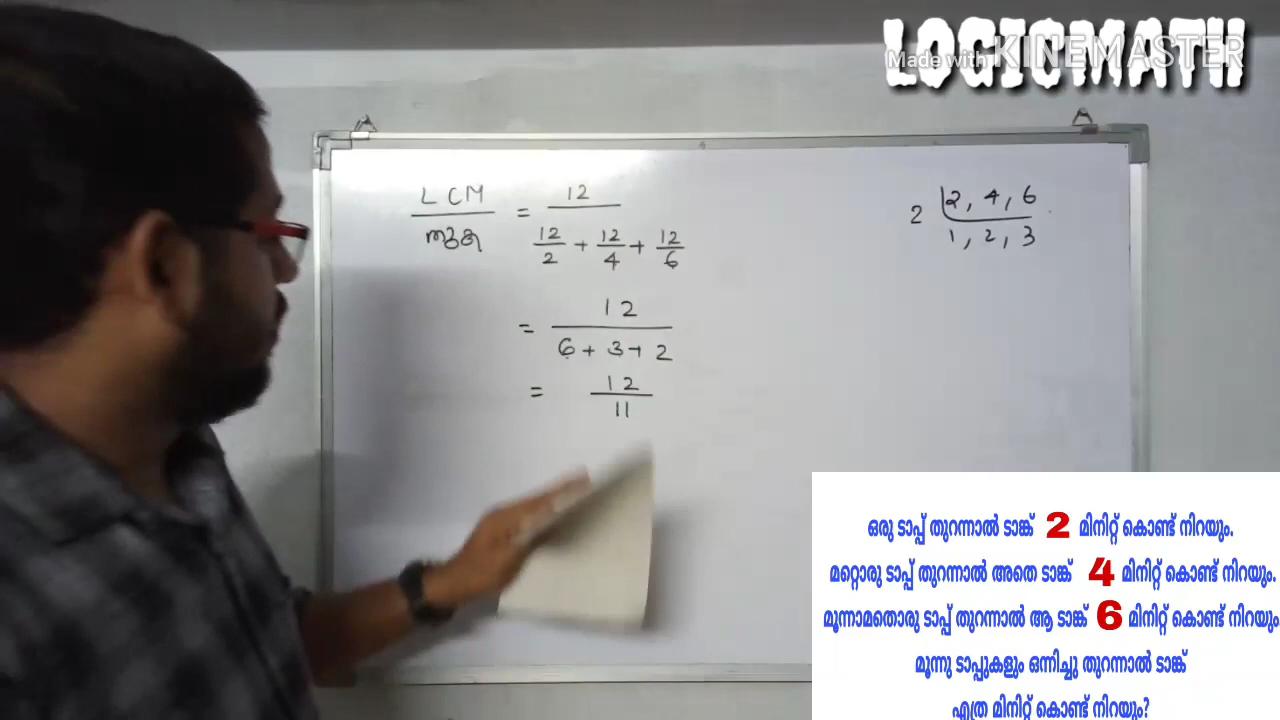 LOGICMATH
Made with KINEMASTER
LCM / തുക = 12 / (12/2 + 12/4 + 12/6)
= 12 / (6 + 3 + 2)
= 12 / 11
2 | 2, 4, 6
1, 2, 3
ഒരു ടാപ്പ് തുറന്നാൽ ടാങ്ക് 2 മിനിറ്റ് കൊണ്ട് നിറയും.
മറ്റൊരു ടാപ്പ് തുറന്നാൽ അതെ ടാങ്ക് 4 മിനിറ്റ് കൊണ്ട് നിറയും.
മൂന്നാമതൊരു ടാപ്പ് തുറന്നാൽ ആ ടാങ്ക് 6 മിനിറ്റ് കൊണ്ട് നിറയും
മൂന്നു ടാപ്പുകളും ഒന്നിച്ചു തുറന്നാൽ ടാങ്ക്
എത്ര മിനിറ്റ് കൊണ്ട് നിറയും?